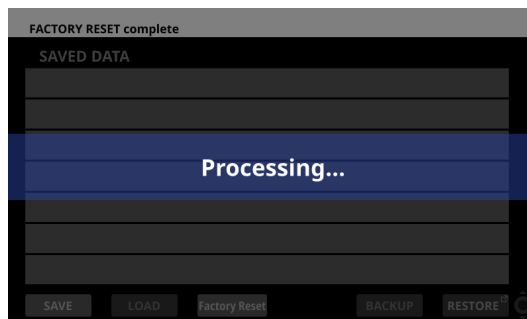 FACTORY RESET complete
SAVED DATA
Processing...
SAVE LOAD Factory Reset BACKUP RESTORE